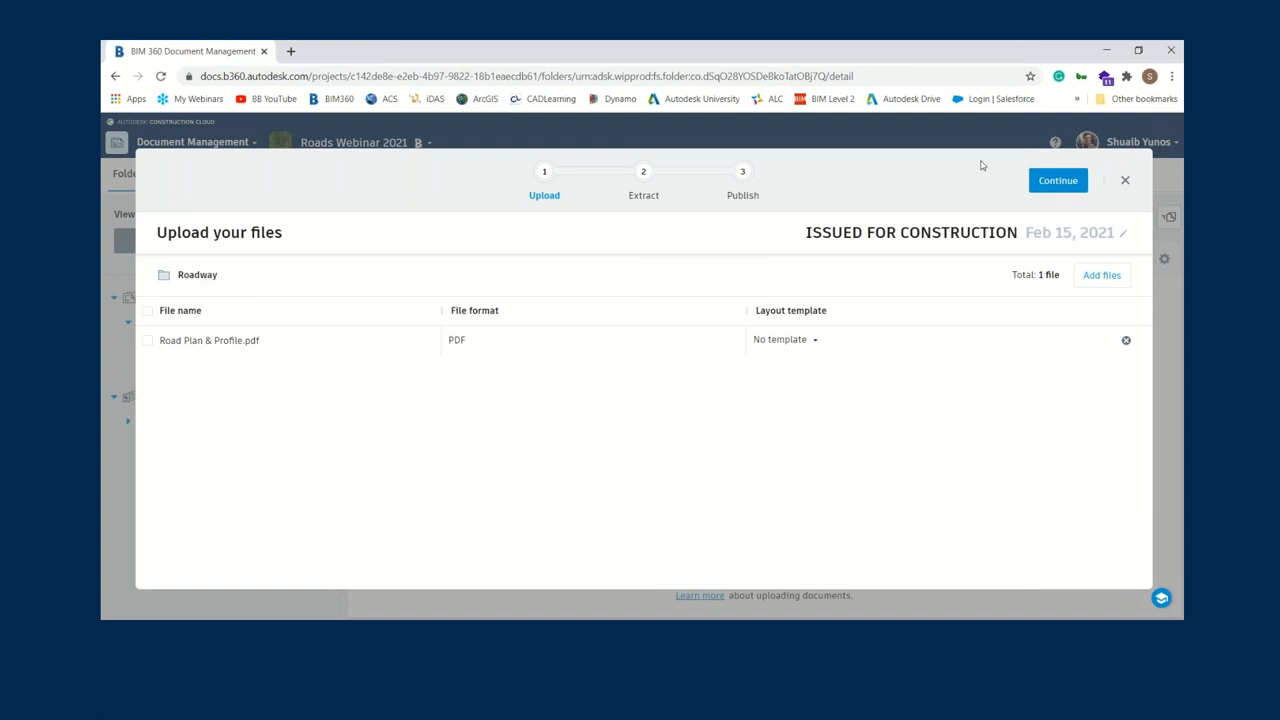 BIM 360 Document Management
docs.b360.autodesk.com/projects/c142de8e-e2eb-4b97-9822-18b1eaecdb61/folders/urn:adsk.wipprod:fs.folder:co.dSqO28YOSDeBkoTatOBj7Q/detail
S
Apps My Webinars BB YouTube BIM360 ACS iDAS ArcGIS CADLearning Dynamo Autodesk University ALC BIM Level 2 Autodesk Drive Login | Salesforce » Other bookmarks
AUTODESK CONSTRUCTION CLOUD
Document Management Roads Webinar 2021 Shuaib Yunos
Folde
View
1 2 3
Upload Extract Publish
Continue
Upload your files
ISSUED FOR CONSTRUCTION Feb 15, 2021
Roadway
Total: 1 file Add files
File name File format Layout template
Road Plan & Profile.pdf PDF No template
Learn more about uploading documents.